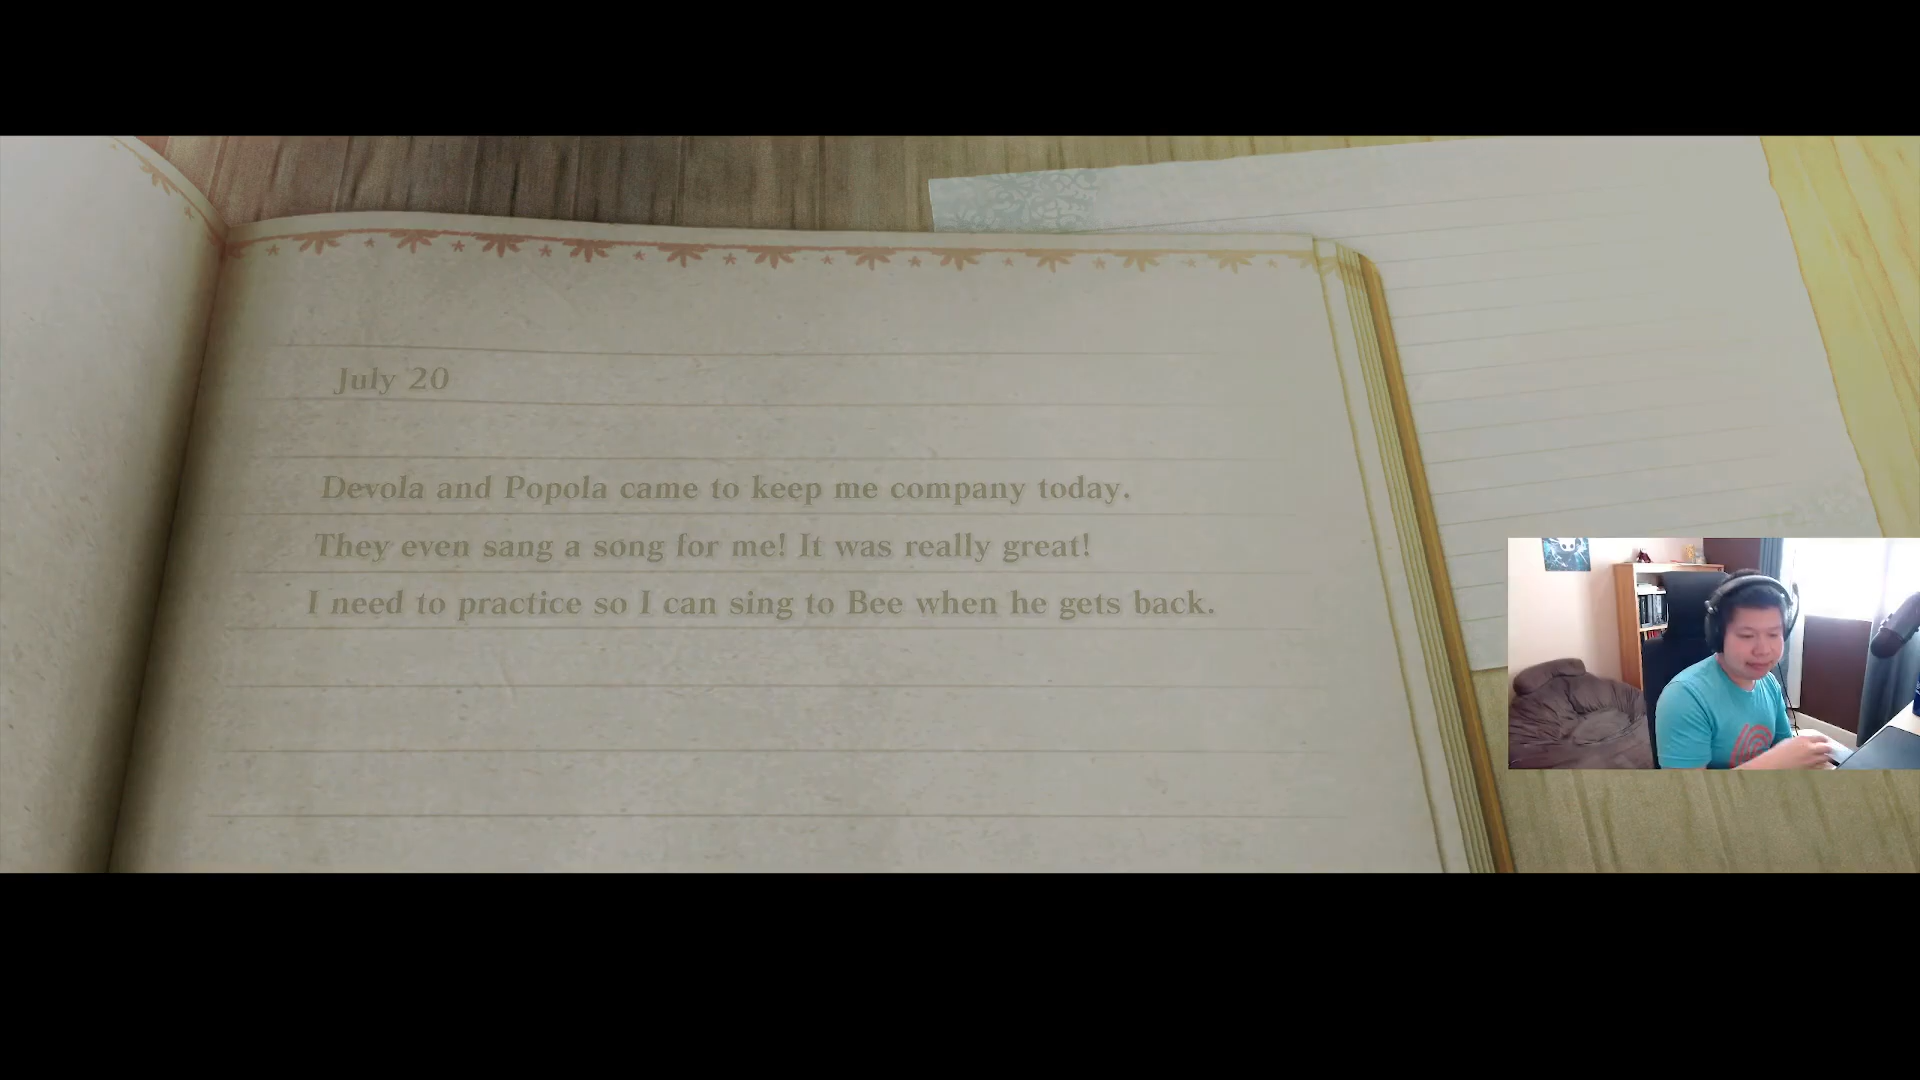 July 20
Devola and Popola came to keep me company today.
They even sang a song for me! It was really great!
I need to practice so I can sing to Bee when he gets back.